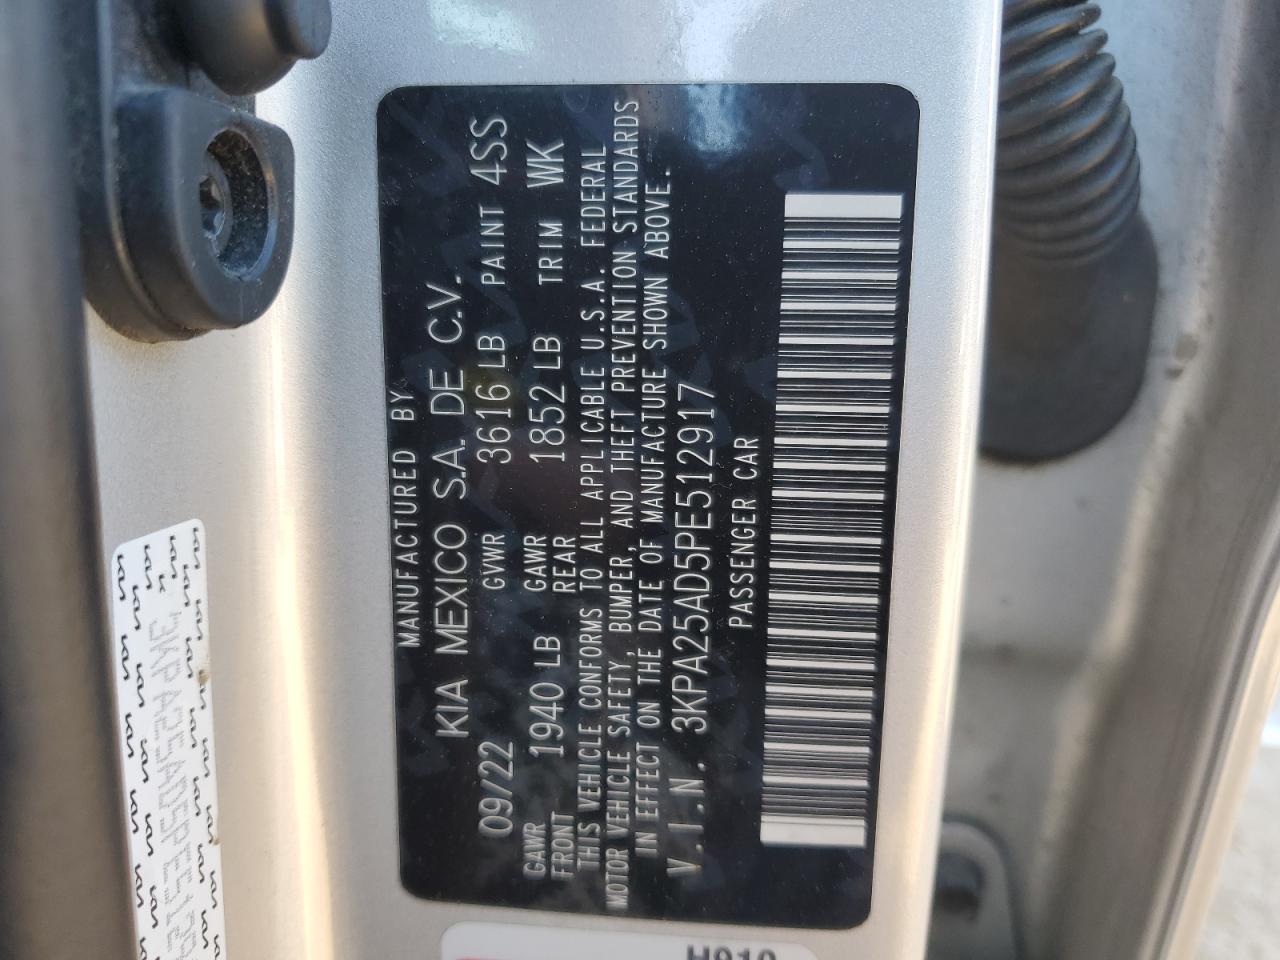 MANUFACTURED BY
KIA MEXICO S.A. DE C.V.
09/22 GVWR 3616 LB PAINT 4SS
GAWR FRONT 1940 LB GAWR REAR 1852 LB TRIM WK
THIS VEHICLE CONFORMS TO ALL APPLICABLE U.S.A. FEDERAL
MOTOR VEHICLE SAFETY, BUMPER, AND THEFT PREVENTION STANDARDS
IN EFFECT ON THE DATE OF MANUFACTURE SHOWN ABOVE.
V.I.N. 3KPA25AD5PE512917
PASSENGER CAR
H910